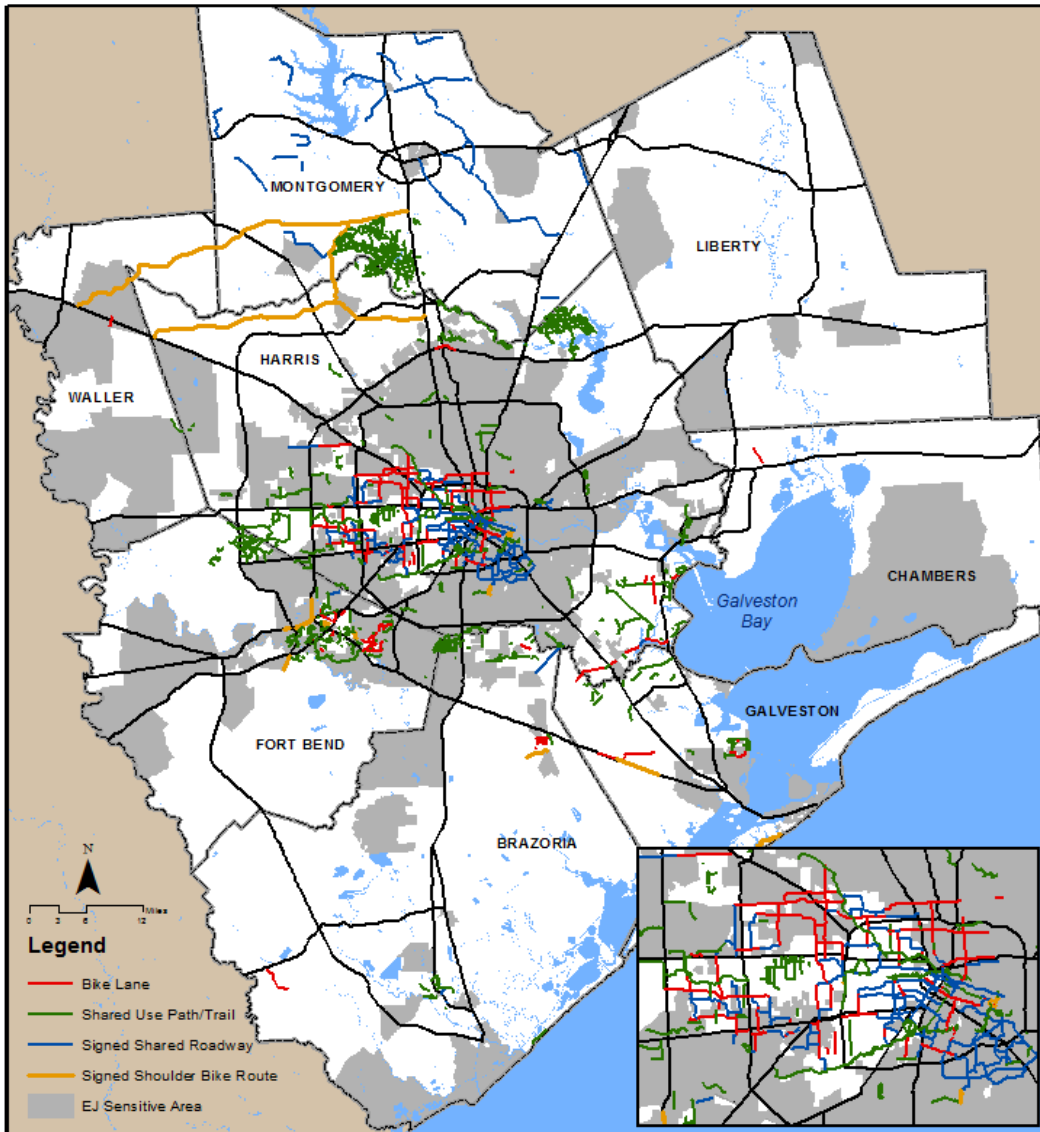 MONTGOMERY
LIBERTY
HARRIS
WALLER
CHAMBERS
Galveston
Bay
GALVESTON
FORT BEND
BRAZORIA
N
0 3 6 12 Miles
Legend
Bike Lane
Shared Use Path/Trail
Signed Shared Roadway
Signed Shoulder Bike Route
EJ Sensitive Area